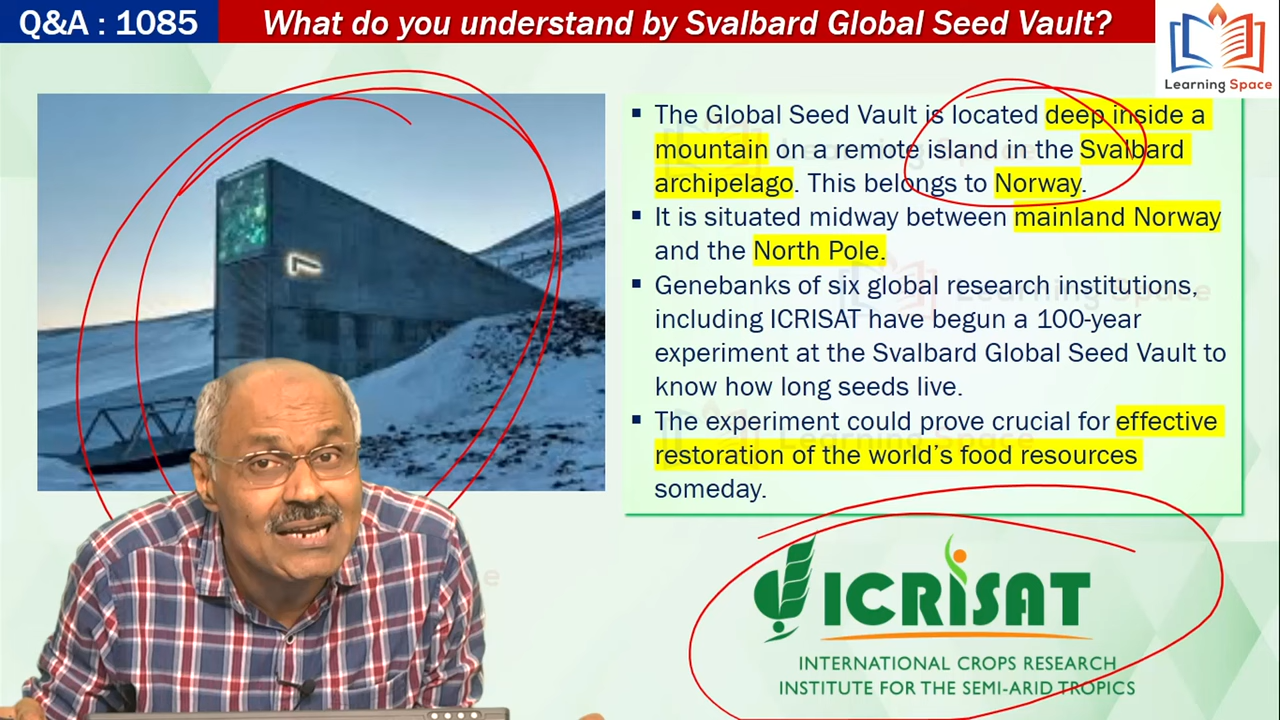 Q&A : 1085
What do you understand by Svalbard Global Seed Vault?
Learning Space
▪ The Global Seed Vault is located deep inside a
mountain on a remote island in the Svalbard
archipelago. This belongs to Norway.
▪ It is situated midway between mainland Norway
and the North Pole.
▪ Genebanks of six global research institutions,
including ICRISAT have begun a 100-year
experiment at the Svalbard Global Seed Vault to
know how long seeds live.
▪ The experiment could prove crucial for effective
restoration of the world's food resources
someday.
ICRISAT
INTERNATIONAL CROPS RESEARCH
INSTITUTE FOR THE SEMI-ARID TROPICS